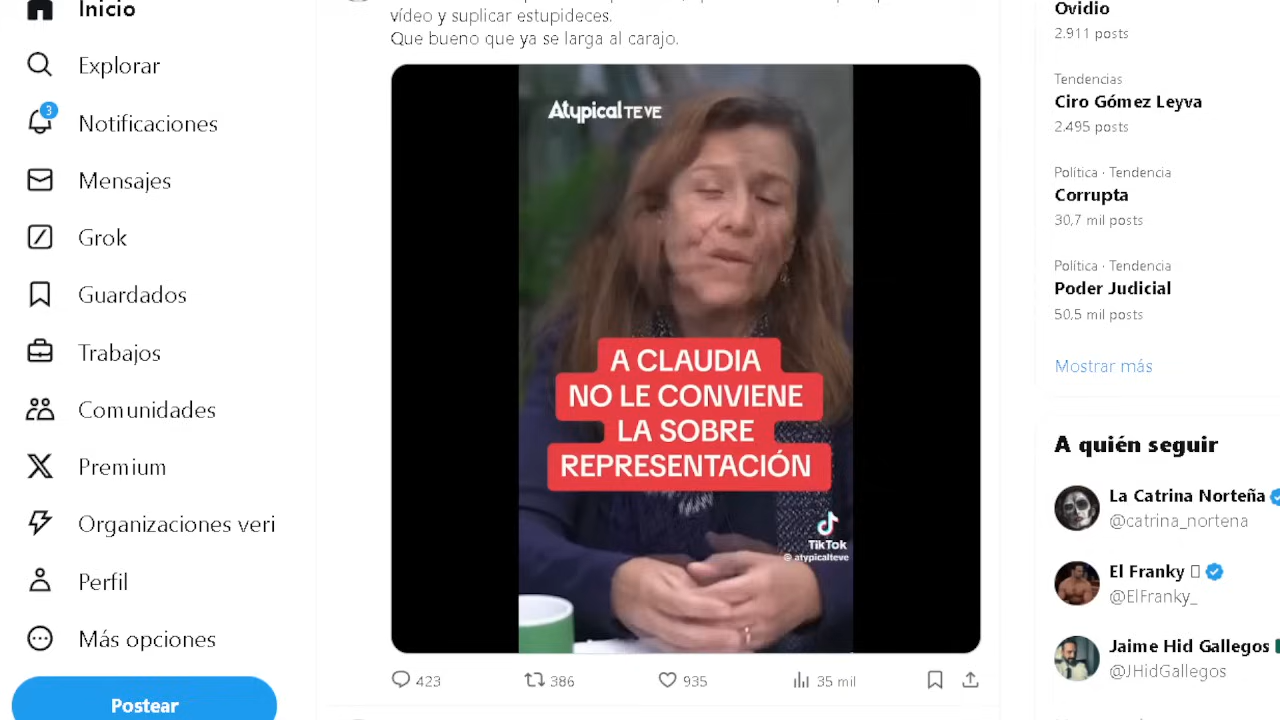 Inicio
Explorar
3
Notificaciones
Mensajes
Grok
Guardados
Trabajos
Comunidades
Premium
Organizaciones veri
Perfil
Más opciones
Postear
vídeo y suplicar estupideces.
Que bueno que ya se larga al carajo.
Atypical TEVE
A CLAUDIA
NO LE CONVIENE
LA SOBRE
REPRESENTACIÓN
TikTok
@ atypicalteve
423
386
935
35 mil
Ovidio
2.911 posts
Tendencias
Ciro Gómez Leyva
2.495 posts
Política · Tendencia
Corrupta
30,7 mil posts
Política · Tendencia
Poder Judicial
50,5 mil posts
Mostrar más
A quién seguir
La Catrina Norteña
@catrina_nortena
El Franky
@ElFranky_
Jaime Hid Gallegos
@JHidGallegos